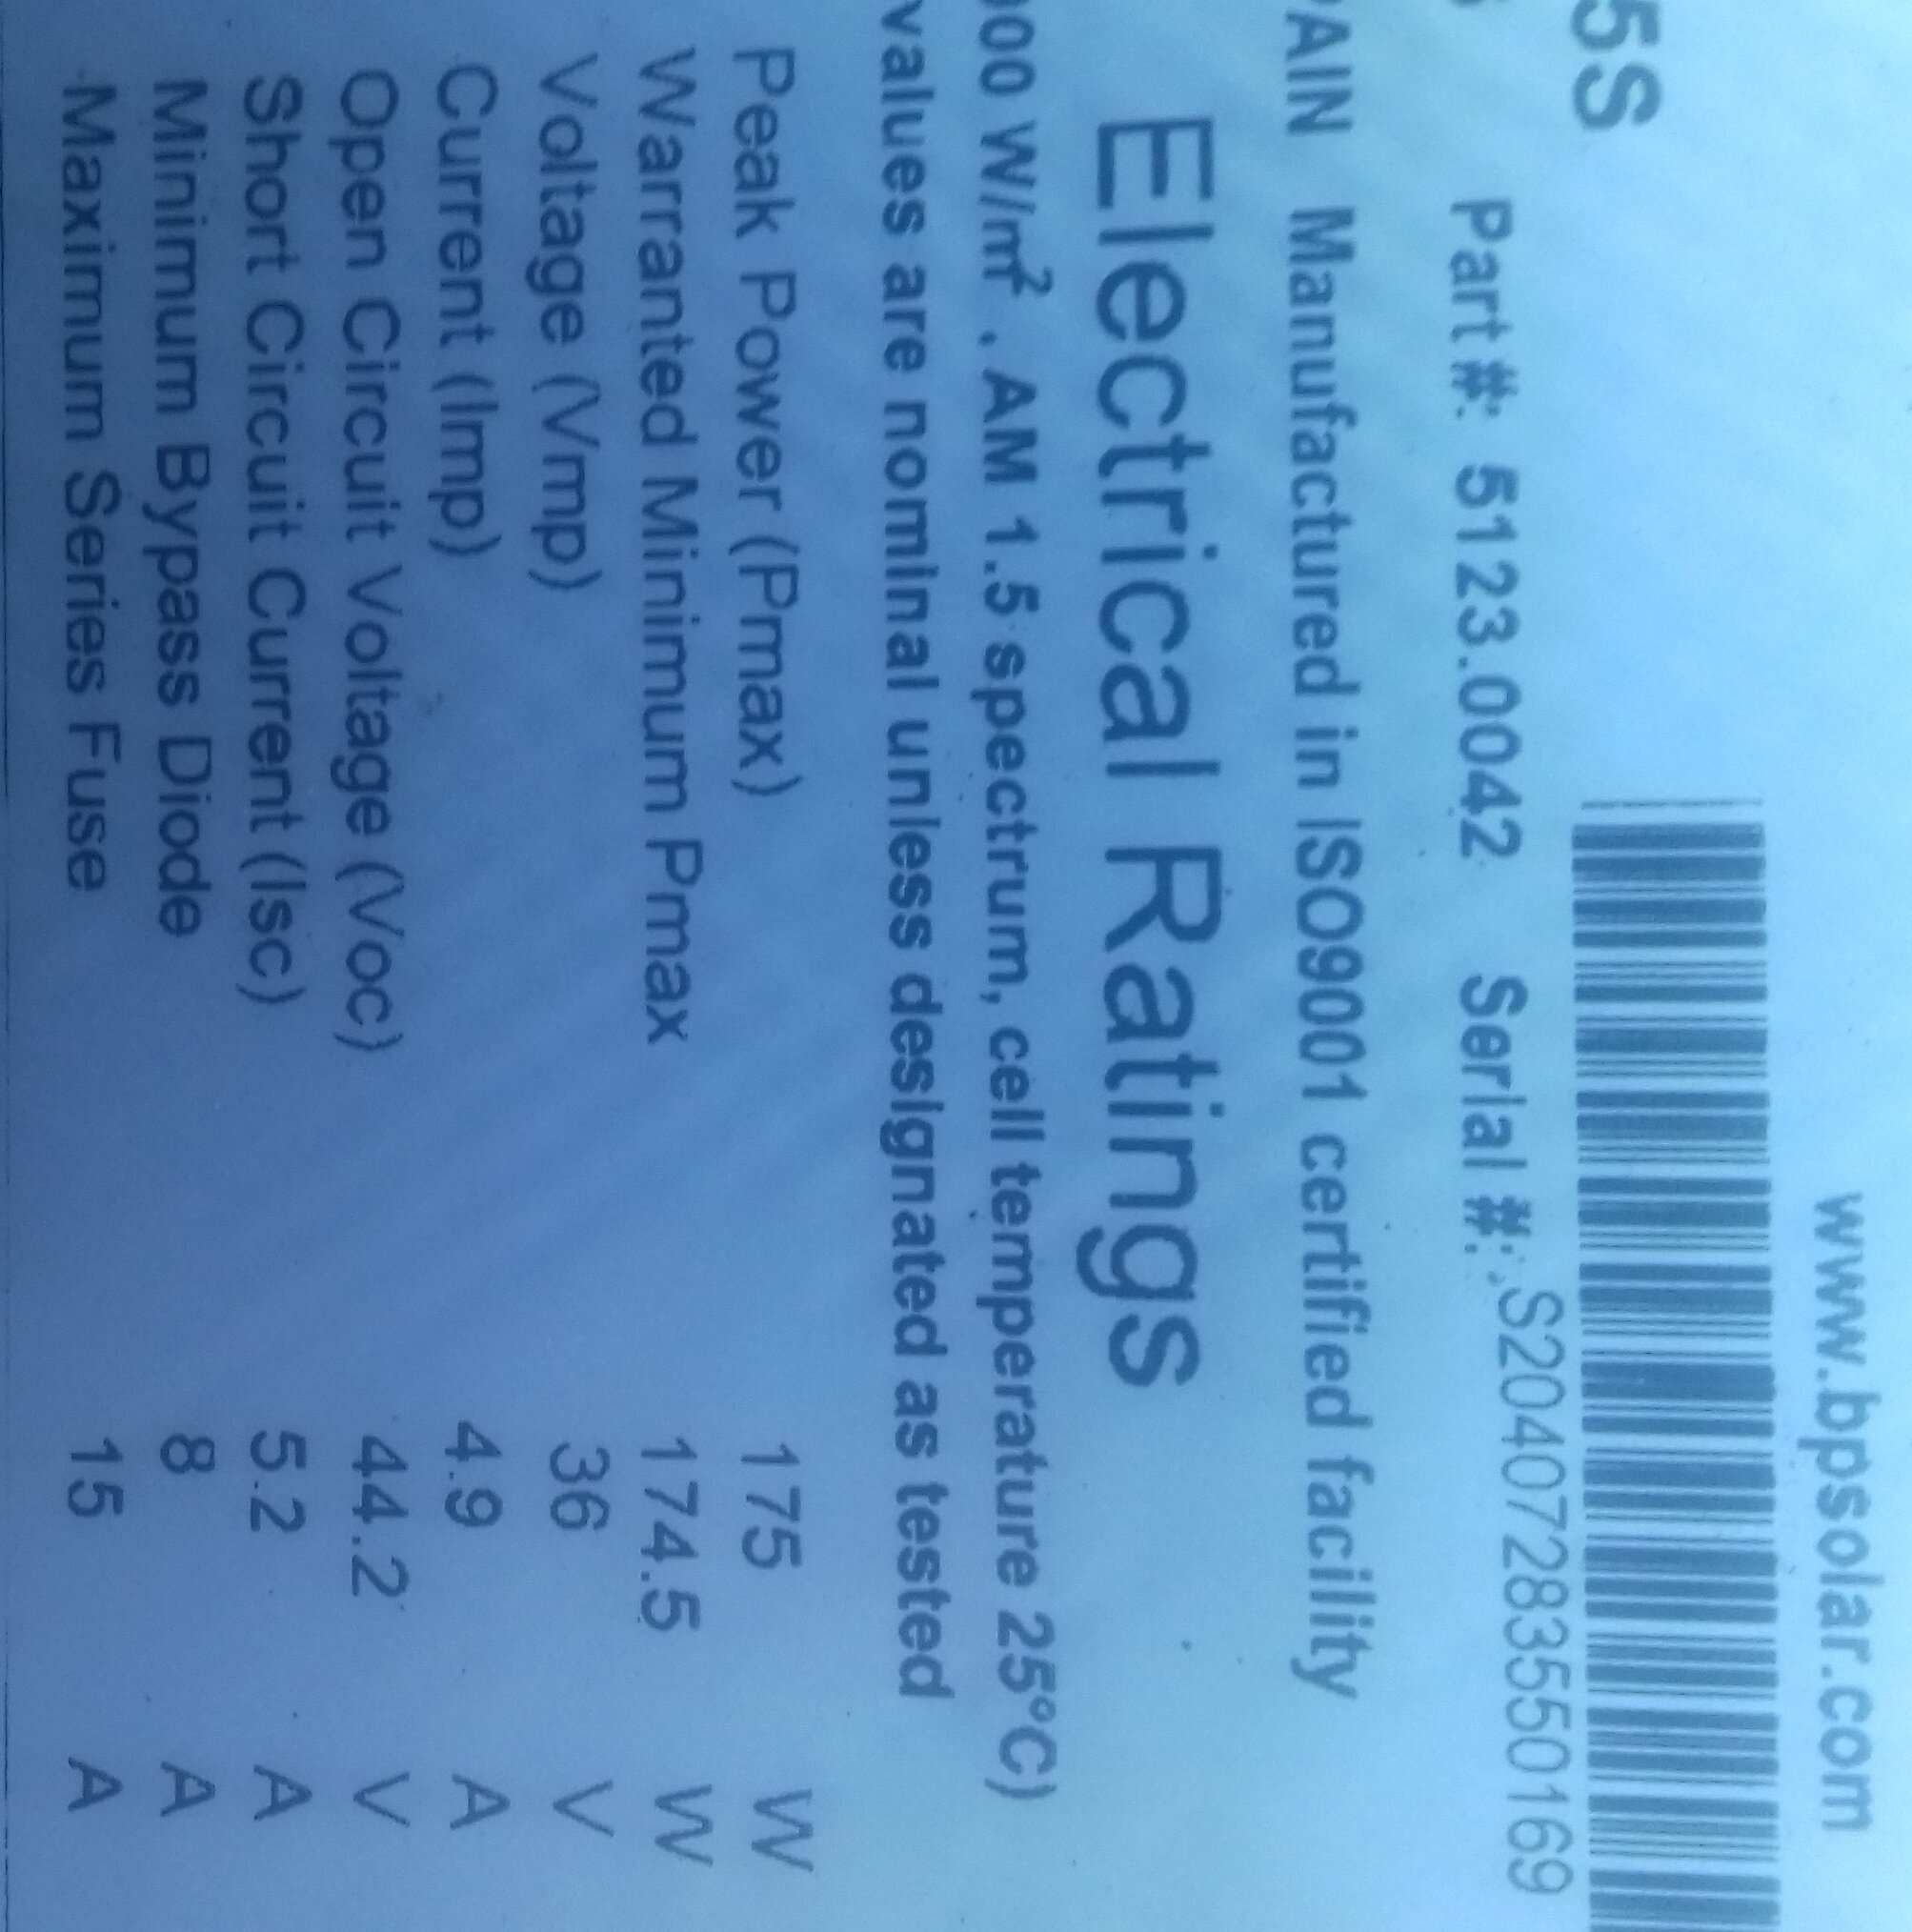 www.bpsolar.com
5S
Part #: 5123.0042 Serial #: S20407283550169
AIN Manufactured in ISO9001 certified facility
Electrical Ratings
00 W/m², AM 1.5 spectrum, cell temperature 25°C)
values are nominal unless designated as tested
Peak Power (Pmax) 175 W
Warranted Minimum Pmax 174.5 W
Voltage (Vmp) 36 V
Current (Imp) 4.9 A
Open Circuit Voltage (Voc) 44.2 V
Short Circuit Current (Isc) 5.2 A
Minimum Bypass Diode 8 A
Maximum Series Fuse 15 A